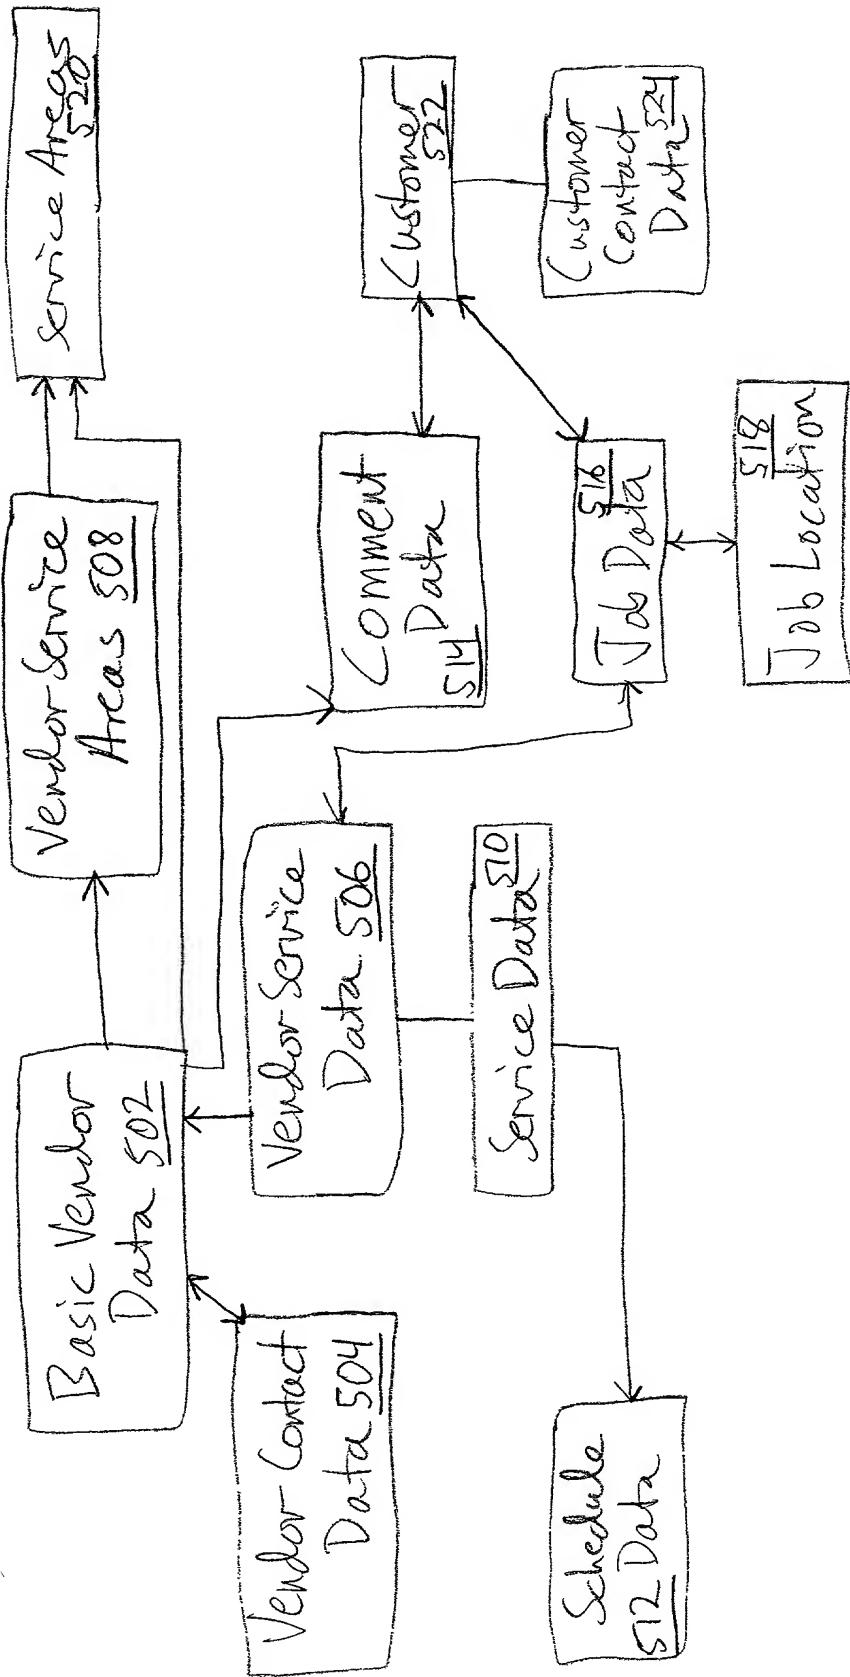 Basic Vendor
Data 502
Vendor Service
Areas 508
Service Areas
520
Vendor Contact
Data 504
Vendor Service
Data 506
Comment
Data
514
Customer
522
Service Data 510
Job Data 516
Customer
Contact
Data 524
Schedule
512 Data
518
Job Location